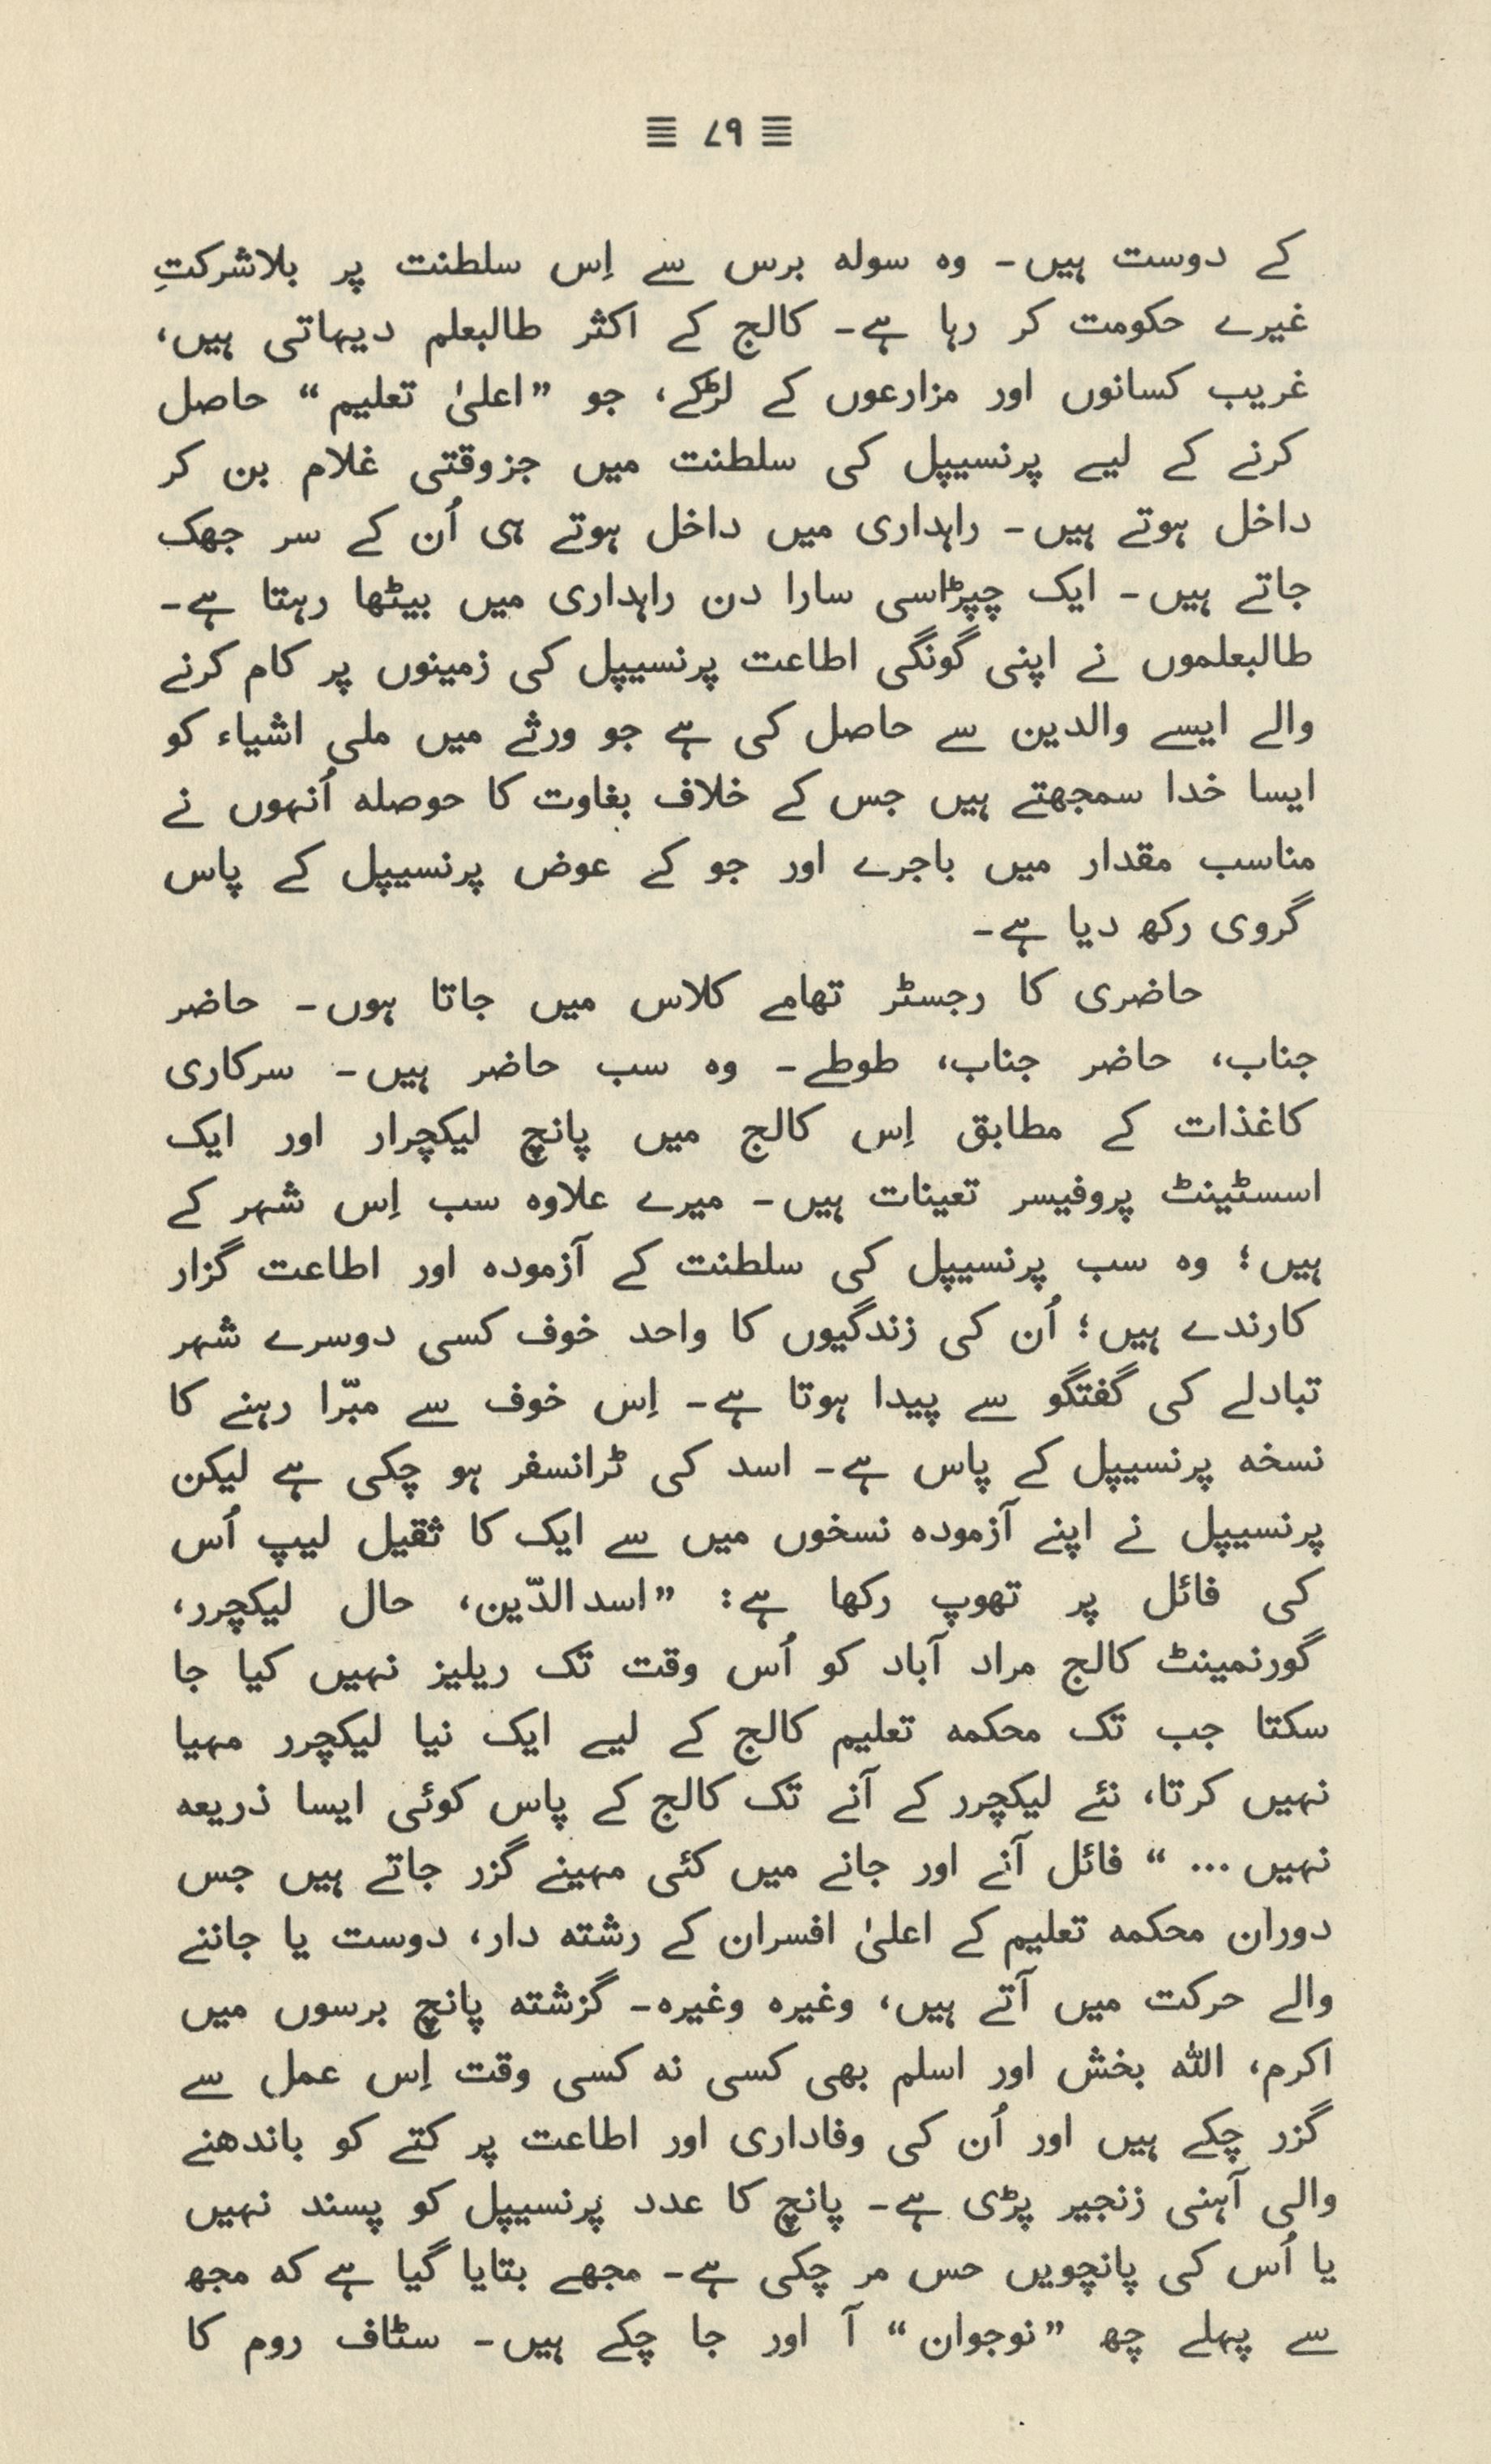 ≡ ۷۹ ≡
کے دوست ہیں۔ وہ سولہ برس سے اِس سلطنت پر بلاشرکتِ
غیرے حکومت کر رہا ہے۔ کالج کے اکثر طالبعلم دیہاتی ہیں،
غریب کسانوں اور مزارعوں کے لڑکے، جو ”اعلیٰ تعلیم“ حاصل
کرنے کے لیے پرنسیپل کی سلطنت میں جزوقتی غلام بن کر
داخل ہوتے ہیں۔ راہداری میں داخل ہوتے ہی اُن کے سر جھک
جاتے ہیں۔ ایک چپڑاسی سارا دن راہداری میں بیٹھا رہتا ہے۔
طالبعلموں نے اپنی گونگی اطاعت پرنسیپل کی زمینوں پر کام کرنے
والے ایسے والدین سے حاصل کی ہے جو ورثے میں ملی اشیاء کو
ایسا خدا سمجھتے ہیں جس کے خلاف بغاوت کا حوصلہ اُنہوں نے
مناسب مقدار میں باجرے اور جو کے عوض پرنسیپل کے پاس
گروی رکھ دیا ہے۔
حاضری کا رجسٹر تھامے کلاس میں جاتا ہوں۔ حاضر
جناب، حاضر جناب، طوطے۔ وہ سب حاضر ہیں۔ سرکاری
کاغذات کے مطابق اِس کالج میں پانچ لیکچرار اور ایک
اسسٹینٹ پروفیسر تعینات ہیں۔ میرے علاوہ سب اِس شہر کے
ہیں؛ وہ سب پرنسیپل کی سلطنت کے آزمودہ اور اطاعت گزار
کارندے ہیں؛ اُن کی زندگیوں کا واحد خوف کسی دوسرے شہر
تبادلے کی گفتگو سے پیدا ہوتا ہے۔ اِس خوف سے مبّرا رہنے کا
نسخہ پرنسیپل کے پاس ہے۔ اسد کی ٹرانسفر ہو چکی ہے لیکن
پرنسیپل نے اپنے آزمودہ نسخوں میں سے ایک کا ثقیل لیپ اُس
کی فائل پر تھوپ رکھا ہے: ”اسدالدّین، حال لیکچرر،
گورنمینٹ کالج مراد آباد کو اُس وقت تک ریلیز نہیں کیا جا
سکتا جب تک محکمہ تعلیم کالج کے لیے ایک نیا لیکچرر مہیا
نہیں کرتا، نئے لیکچرر کے آنے تک کالج کے پاس کوئی ایسا ذریعہ
نہیں ... “ فائل آنے اور جانے میں کئی مہینے گزر جاتے ہیں جس
دوران محکمہ تعلیم کے اعلیٰ افسران کے رشتہ دار، دوست یا جاننے
والے حرکت میں آتے ہیں، وغیرہ وغیرہ۔ گزشتہ پانچ برسوں میں
اکرم، اللہ بخش اور اسلم بھی کسی نہ کسی وقت اِس عمل سے
گزر چکے ہیں اور اُن کی وفاداری اور اطاعت پر کتے کو باندھنے
والی آہنی زنجیر پڑی ہے۔ پانچ کا عدد پرنسیپل کو پسند نہیں
یا اُس کی پانچویں حس مر چکی ہے۔ مجھے بتایا گیا ہے کہ مجھ
سے پہلے چھ ”نوجوان“ آ اور جا چکے ہیں۔ سٹاف روم کا